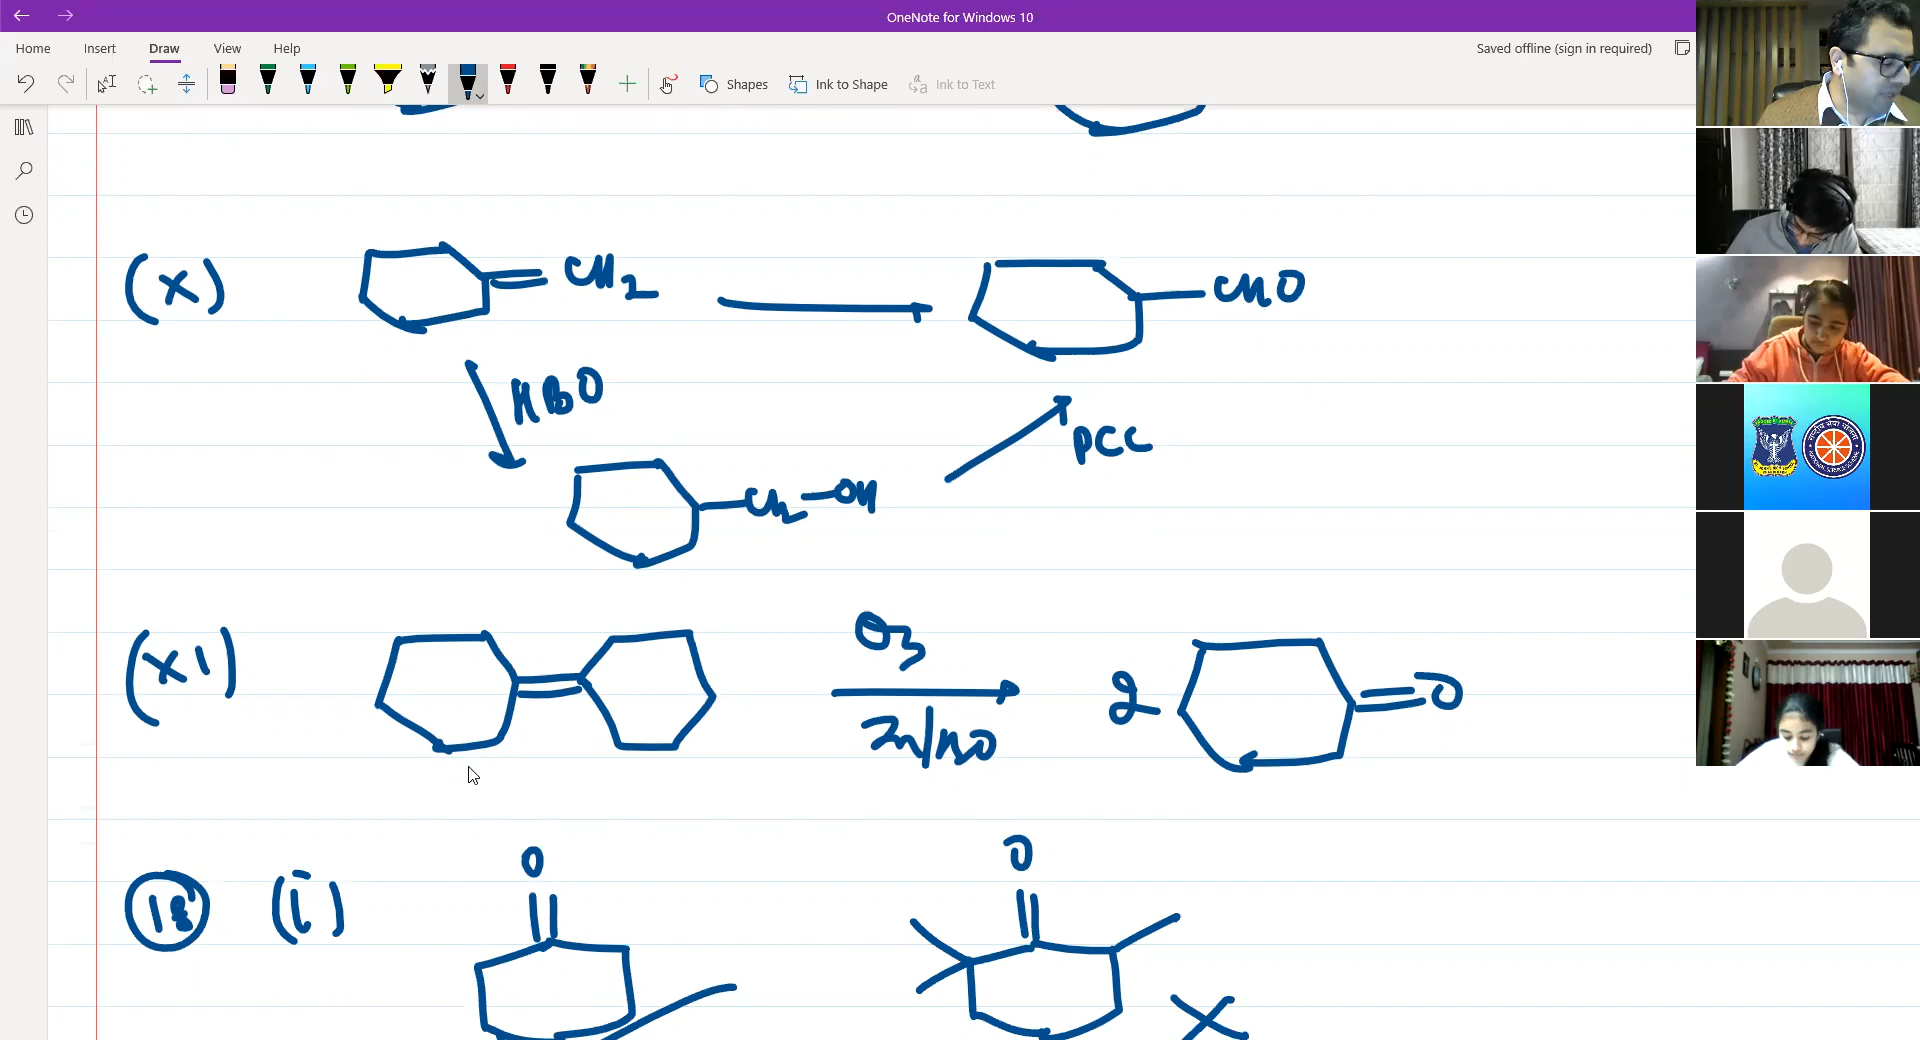 OneNote for Windows 10
Home Insert Draw View Help
Saved offline (sign in required)
Shapes Ink to Shape Ink to Text
(x) =CH2 CHO
HBO
PCC
CH2-OH
(XI) O3 2 =O
Zn/H2O
O O
18 (i)
X